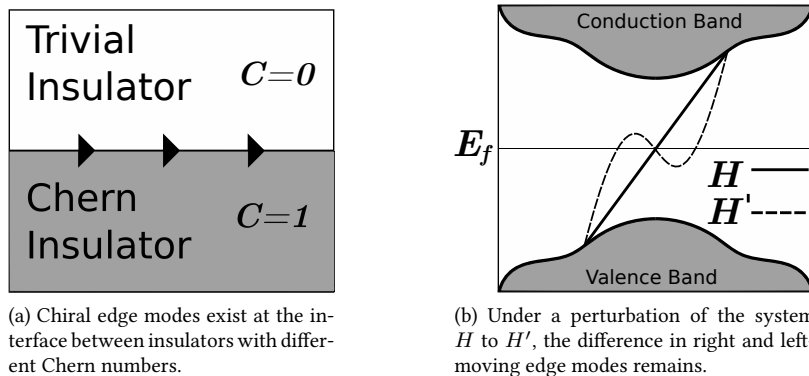 Trivial
Insulator
C=0
Chern
Insulator
C=1
(a) Chiral edge modes exist at the in-
terface between insulators with differ-
ent Chern numbers.
Conduction Band
E_f
H
H'
Valence Band
(b) Under a perturbation of the system
H to H′, the difference in right and left
moving edge modes remains.